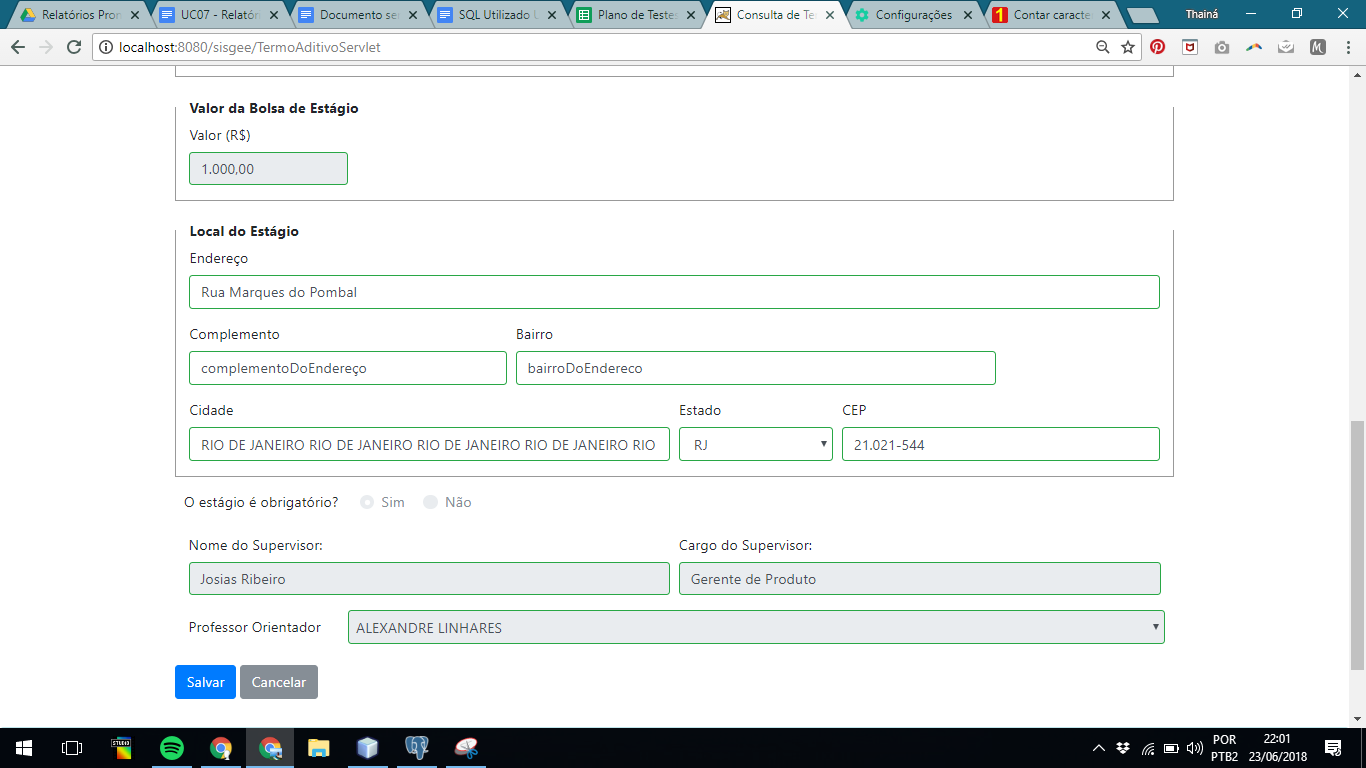 Relatórios Pron
UC07 - Relatóri
Documento se
SQL Utilizado U
Plano de Testes
Consulta de Te
Configurações
Contar caracte
Thainá
localhost:8080/sisgee/TermoAditivoServlet
Valor da Bolsa de Estágio
Valor (R$)
1.000,00
Local do Estágio
Endereço
Rua Marques do Pombal
Complemento Bairro
complementoDoEndereço bairroDoEndereco
Cidade Estado CEP
RIO DE JANEIRO RIO DE JANEIRO RIO DE JANEIRO RIO DE JANEIRO RIO RJ 21.021-544
O estágio é obrigatório? Sim Não
Nome do Supervisor: Cargo do Supervisor:
Josias Ribeiro Gerente de Produto
Professor Orientador ALEXANDRE LINHARES
Salvar Cancelar
STUDIO
POR 22:01
PTB2 23/06/2018